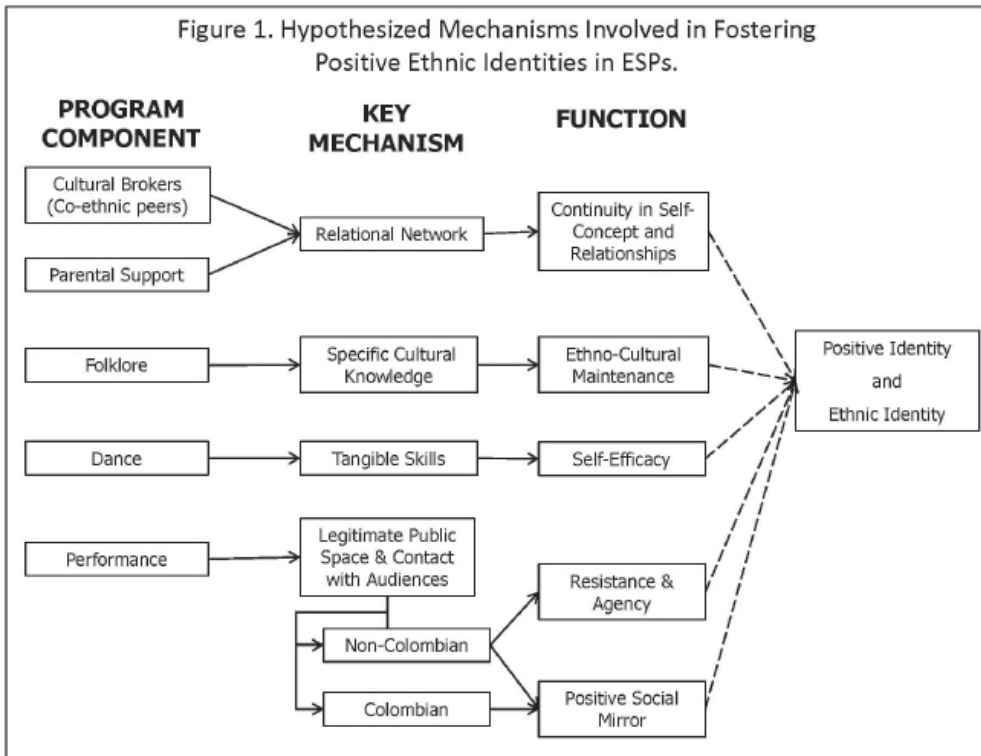 Figure 1. Hypothesized Mechanisms Involved in Fostering
Positive Ethnic Identities in ESPs.
PROGRAM
COMPONENT
KEY
MECHANISM
FUNCTION
Cultural Brokers
(Co-ethnic peers)
Parental Support
Relational Network
Continuity in Self-
Concept and
Relationships
Folklore
Specific Cultural
Knowledge
Ethno-Cultural
Maintenance
Positive Identity
and
Ethnic Identity
Dance
Tangible Skills
Self-Efficacy
Performance
Legitimate Public
Space & Contact
with Audiences
Non-Colombian
Colombian
Resistance &
Agency
Positive Social
Mirror